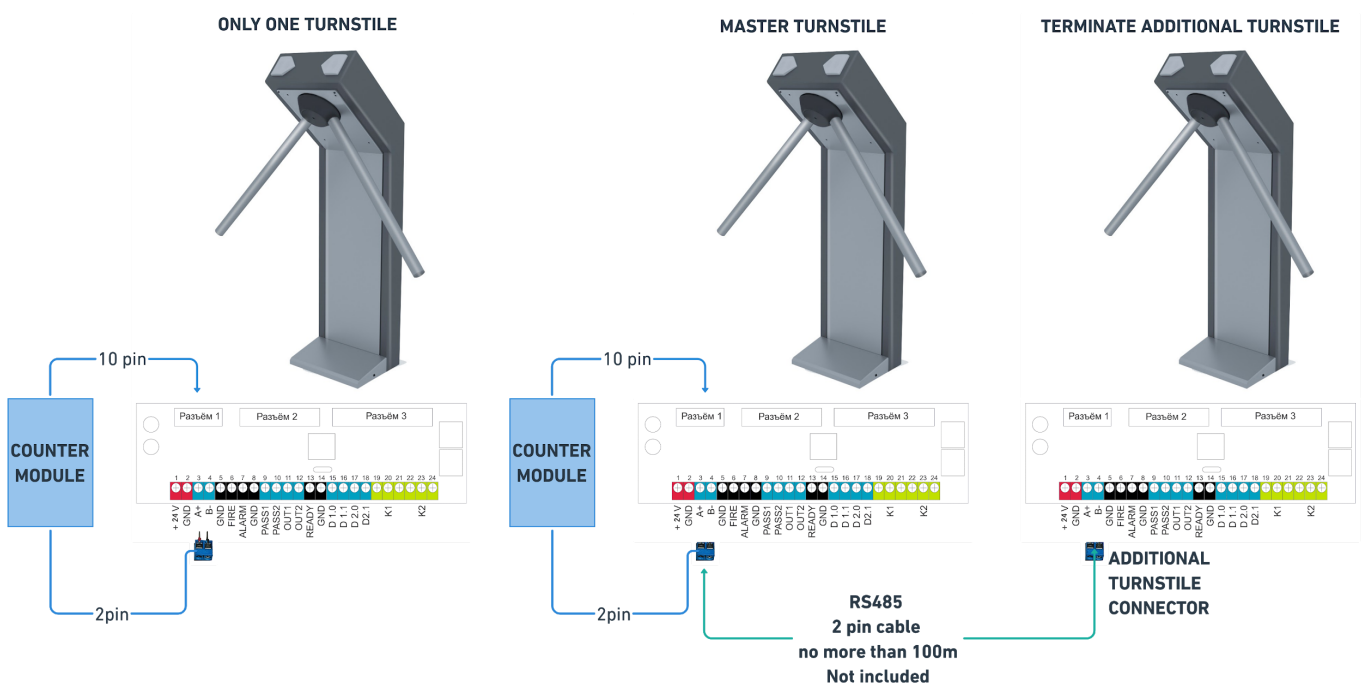 ONLY ONE TURNSTILE
MASTER TURNSTILE
TERMINATE ADDITIONAL TURNSTILE
10 pin
10 pin
COUNTER
MODULE
Разъём 1
Разъём 2
Разъём 3
1 2 3 4 5 6 7 8 9 10 11 12 13 14 15 16 17 18 19 20 21 22 23 24
+ 24 V
GND
A+
B-
GND
FIRE
ALARM
GND
PASS1
PASS2
OUT1
OUT2
READY
GND
D 1.0
D 1.1
D 2.0
D2.1
K1
K2
2pin
COUNTER
MODULE
Разъём 1
Разъём 2
Разъём 3
1 2 3 4 5 6 7 8 9 10 11 12 13 14 15 16 17 18 19 20 21 22 23 24
+ 24 V
GND
A+
B-
GND
FIRE
ALARM
GND
PASS1
PASS2
OUT1
OUT2
READY
GND
D 1.0
D 1.1
D 2.0
D2.1
K1
K2
2pin
Разъём 1
Разъём 2
Разъём 3
1 2 3 4 5 6 7 8 9 10 11 12 13 14 15 16 17 18 19 20 21 22 23 24
+ 24 V
GND
A+
B-
GND
FIRE
ALARM
GND
PASS1
PASS2
OUT1
OUT2
READY
GND
D 1.0
D 1.1
D 2.0
D2.1
K1
K2
ADDITIONAL
TURNSTILE
CONNECTOR
RS485
2 pin cable
no more than 100m
Not included